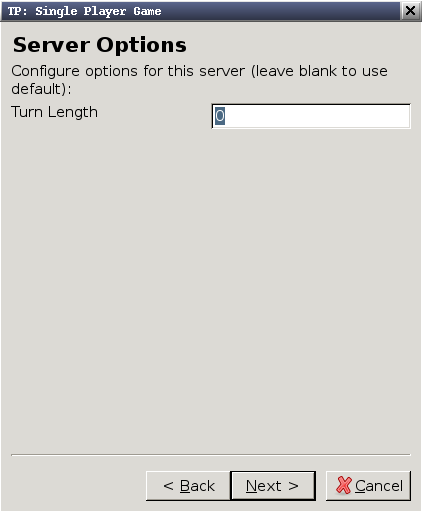 TP: Single Player Game
Server Options
Configure options for this server (leave blank to use
default):
Turn Length
0
< Back
Next >
Cancel